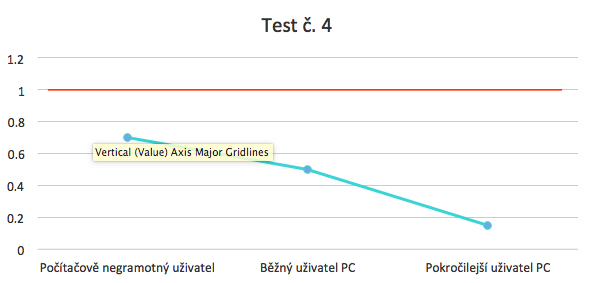 Test č. 4
1.2
1
0.8
0.6
0.4
0.2
0
Vertical (Value) Axis Major Gridlines
Počítačově negramotný uživatel
Běžný uživatel PC
Pokročilejší uživatel PC